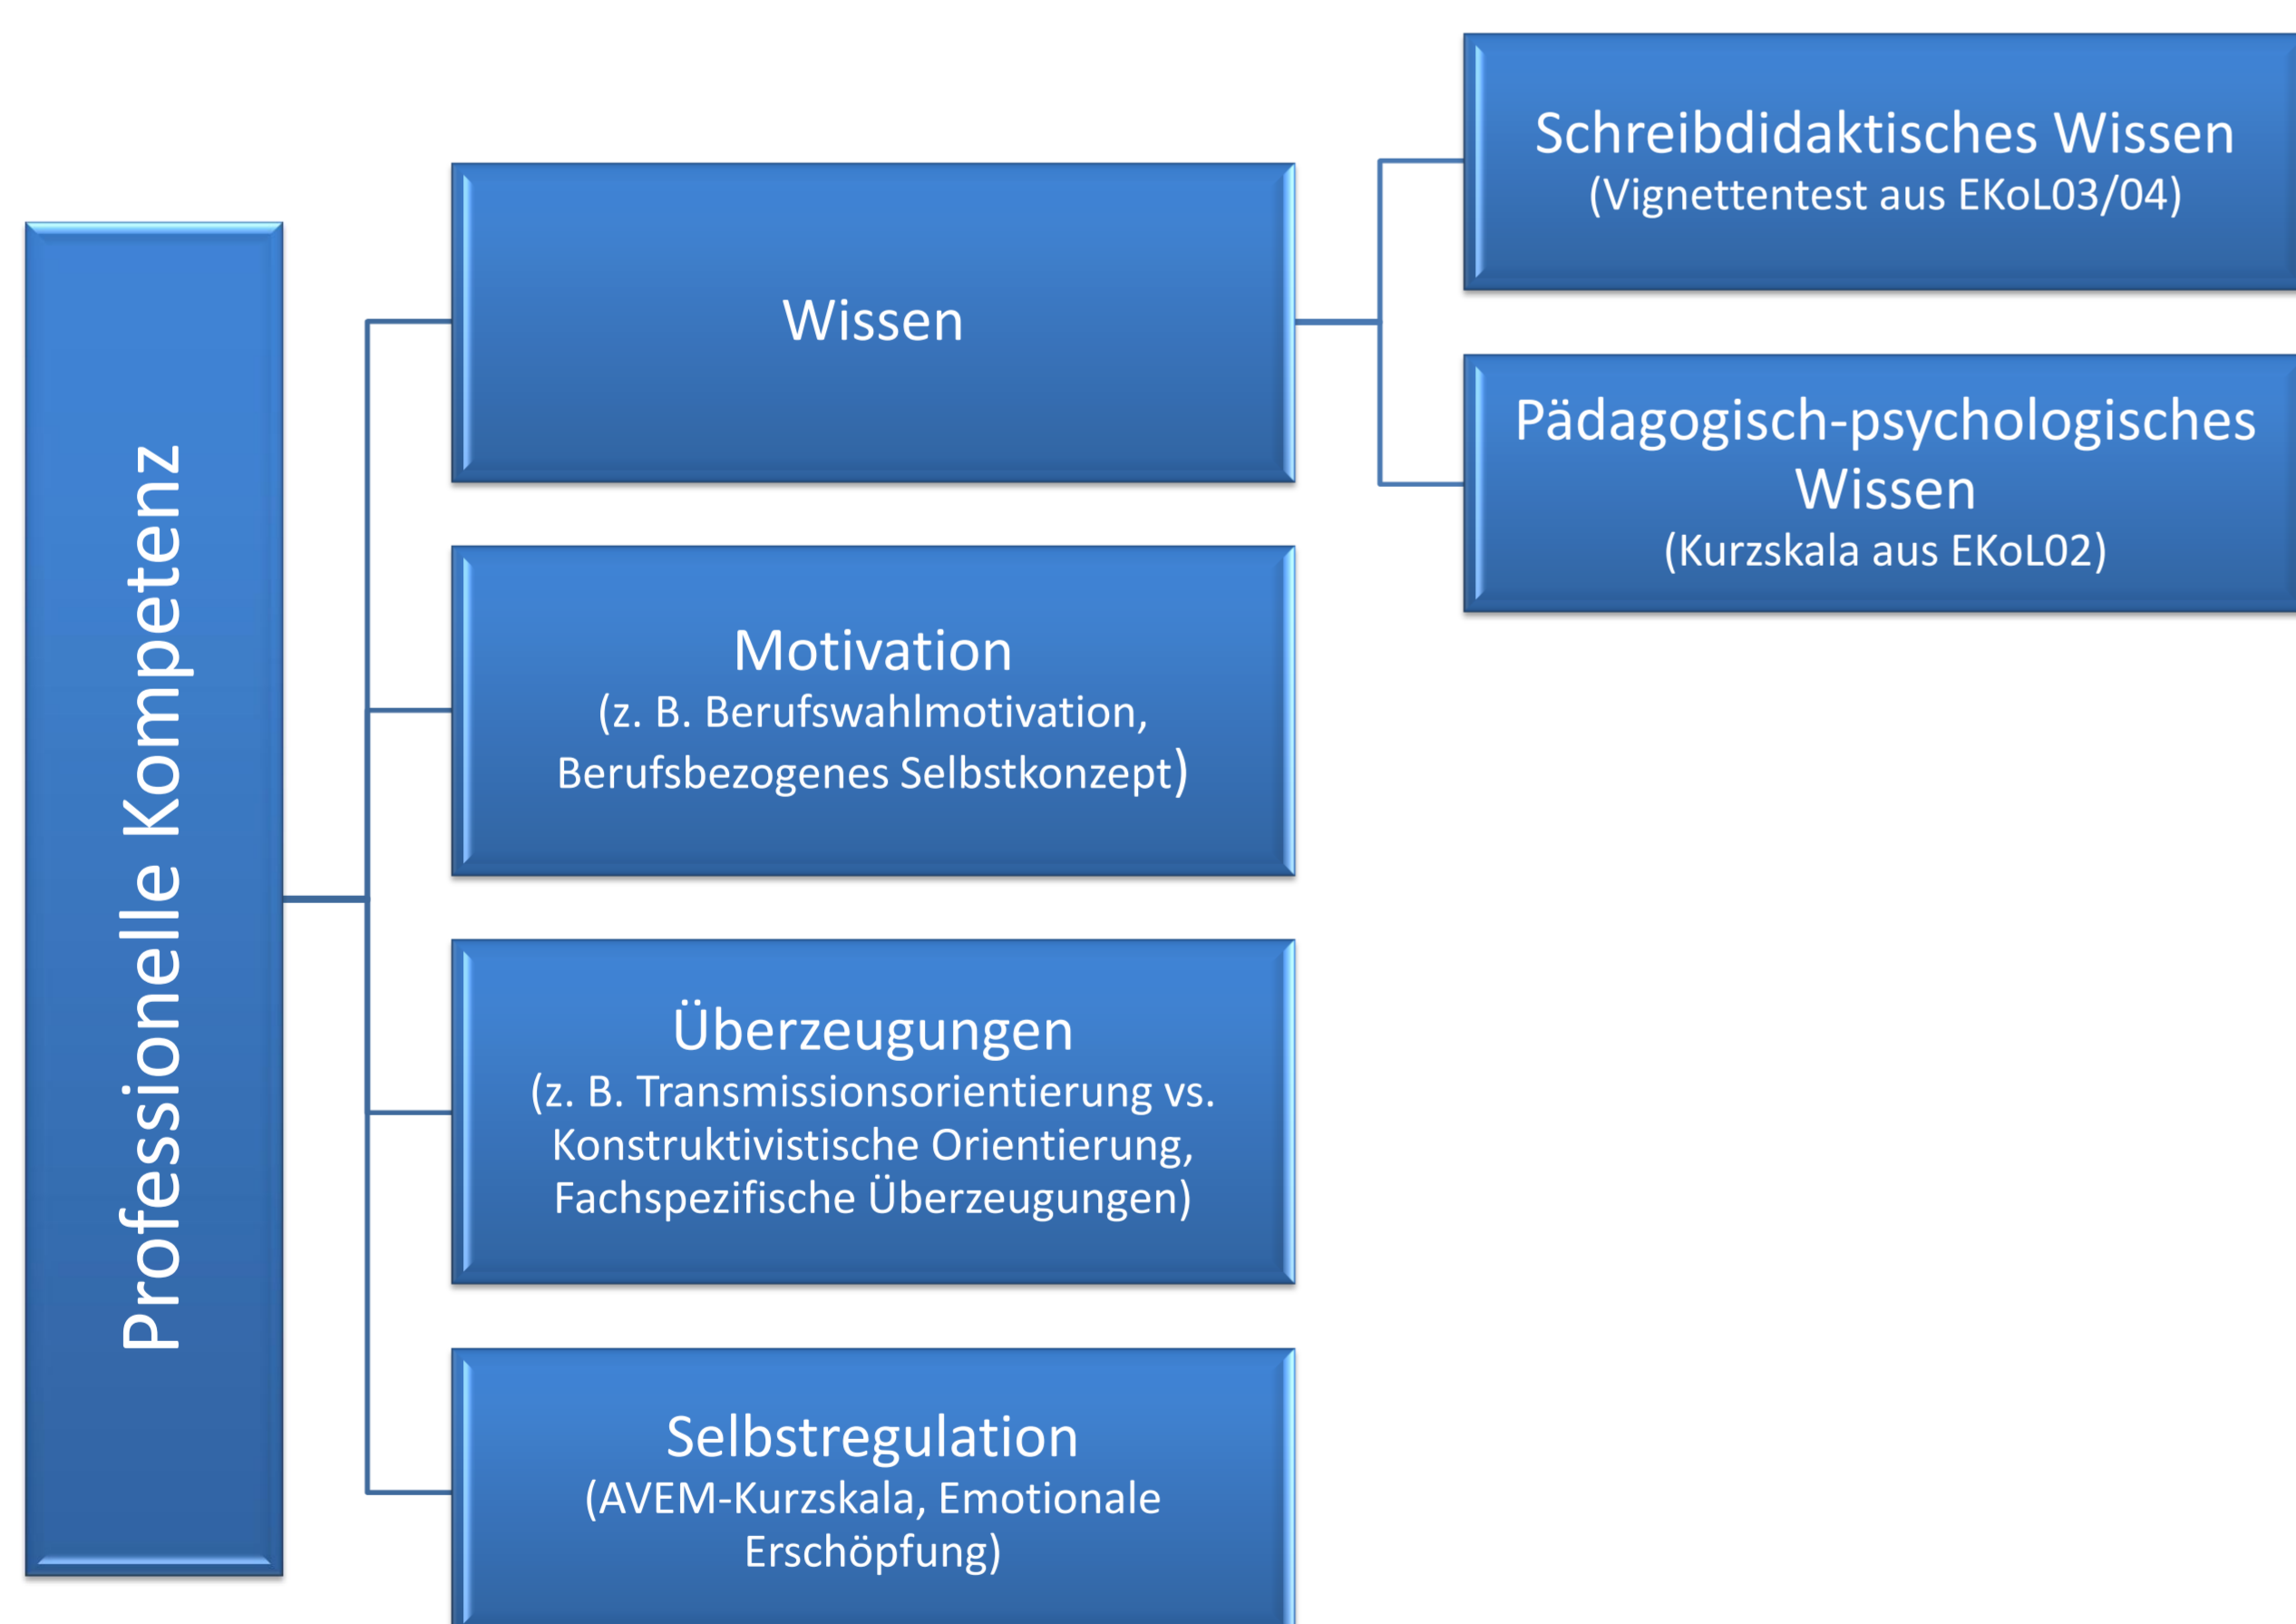 Professionelle Kompetenz
Wissen
Motivation
(z. B. Berufswahlmotivation,
Berufsbezogenes Selbstkonzept)
Überzeugungen
(z. B. Transmissionsorientierung vs.
Konstruktivistische Orientierung,
Fachspezifische Überzeugungen)
Selbstregulation
(AVEM-Kurzskala, Emotionale
Erschöpfung)
Schreibdidaktisches Wissen
(Vignettentest aus EKoL03/04)
Pädagogisch-psychologisches
Wissen
(Kurzskala aus EKoL02)